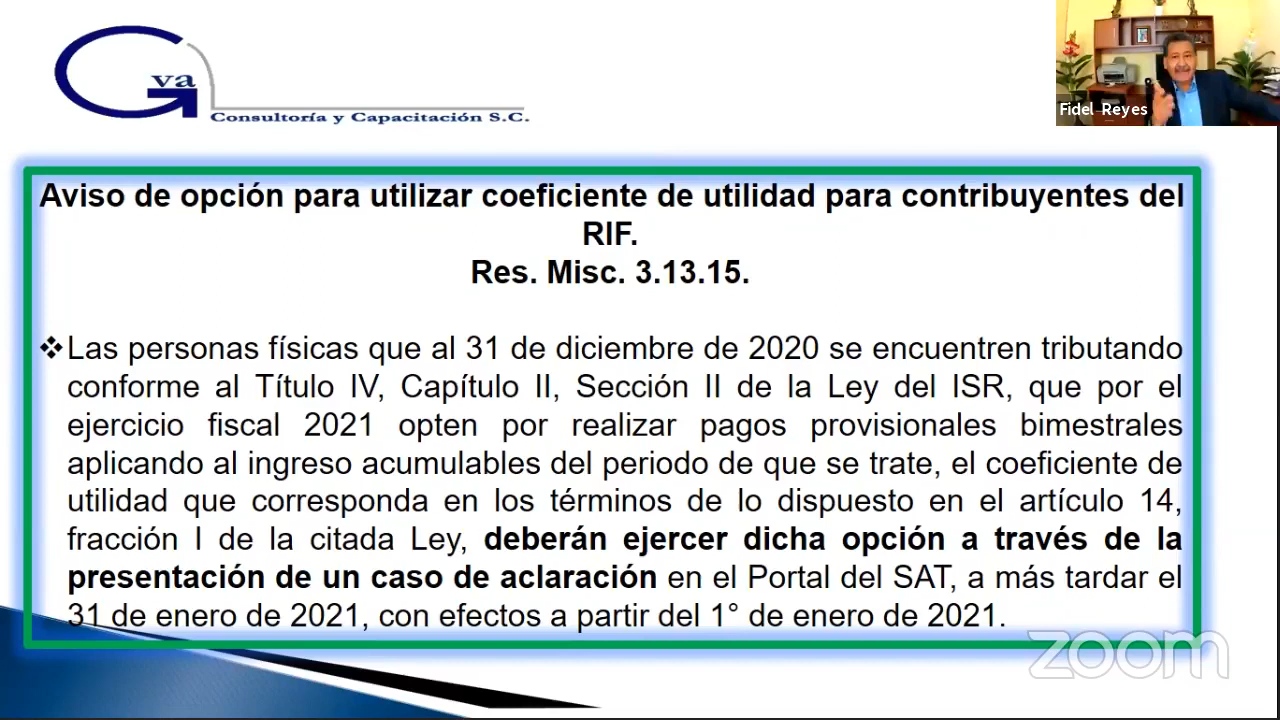 Gva
Consultoría y Capacitación S.C.
Fidel Reyes
Aviso de opción para utilizar coeficiente de utilidad para contribuyentes del
RIF.
Res. Misc. 3.13.15.
❖Las personas físicas que al 31 de diciembre de 2020 se encuentren tributando
conforme al Título IV, Capítulo II, Sección II de la Ley del ISR, que por el
ejercicio fiscal 2021 opten por realizar pagos provisionales bimestrales
aplicando al ingreso acumulables del periodo de que se trate, el coeficiente de
utilidad que corresponda en los términos de lo dispuesto en el artículo 14,
fracción I de la citada Ley, deberán ejercer dicha opción a través de la
presentación de un caso de aclaración en el Portal del SAT, a más tardar el
31 de enero de 2021, con efectos a partir del 1° de enero de 2021.
zoom